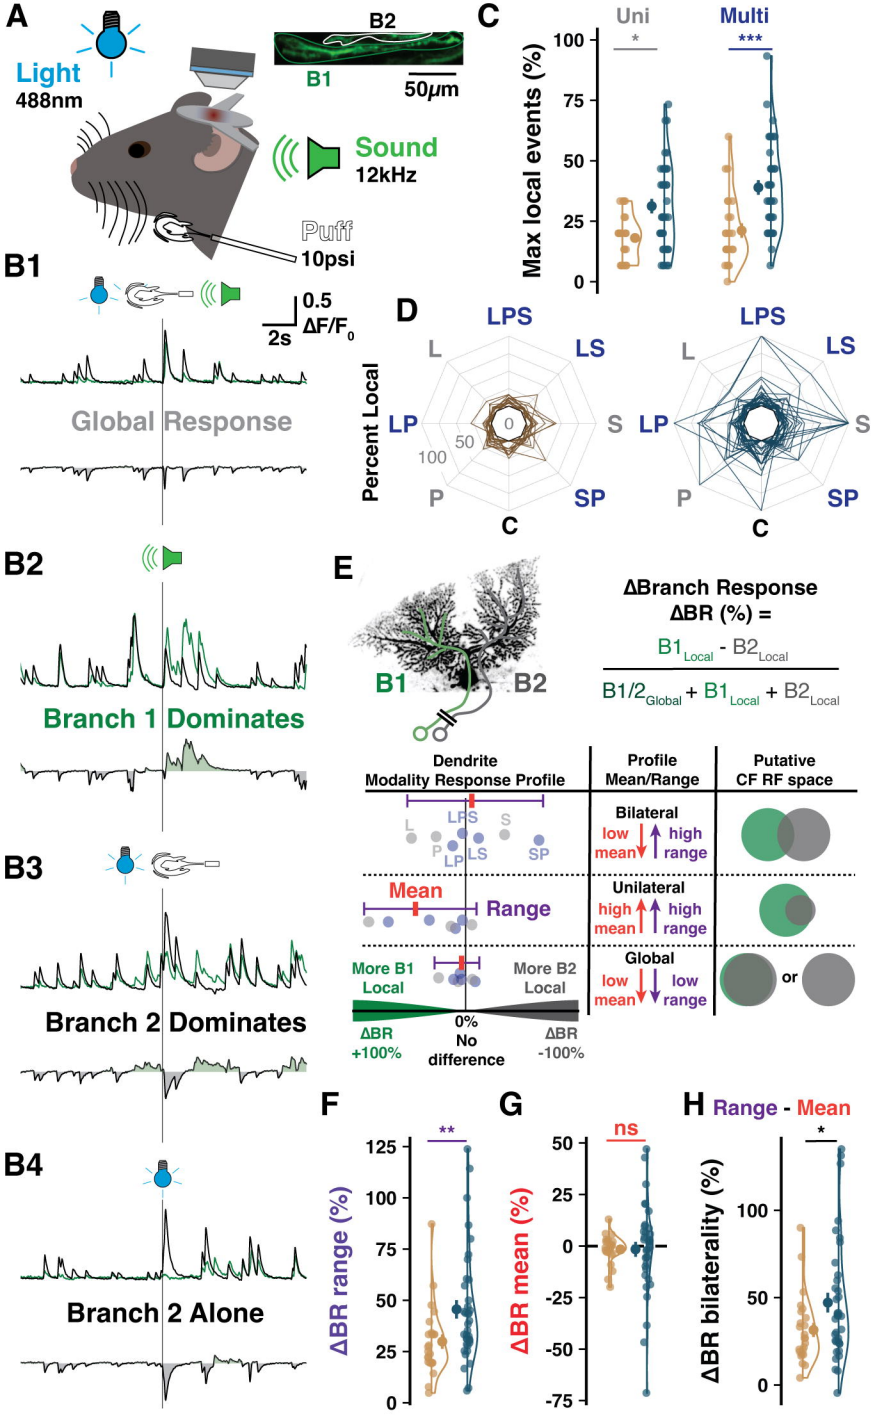 A
Light
488nm
B2
B1
50µm
Sound
12kHz
Puff
10psi
B1
0.5
ΔF/F0
2s
Global Response
B2
Branch 1 Dominates
B3
Branch 2 Dominates
B4
Branch 2 Alone
C
Uni
Multi
*
***
Max local events (%)
100
75
50
25
0
D
Percent Local
LPS
L
LS
LP
S
P
SP
C
0
50
100
LPS
L
LS
LP
S
P
SP
C
E
B1
B2
ΔBranch Response
ΔBR (%) =
B1Local - B2Local
B1/2Global + B1Local + B2Local
Dendrite
Modality Response Profile
Profile
Mean/Range
Putative
CF RF space
LPS
L
S
P
LP
LS
SP
Bilateral
low
mean
high
range
Mean
Range
Unilateral
high
mean
high
range
Global
low
mean
low
range
or
More B1
Local
More B2
Local
ΔBR
+100%
0%
No
difference
ΔBR
-100%
F
**
ΔBR range (%)
125
100
75
50
25
0
G
ns
ΔBR mean (%)
50
25
0
-25
-50
-75
H
Range - Mean
*
ΔBR bilaterality (%)
100
50
0